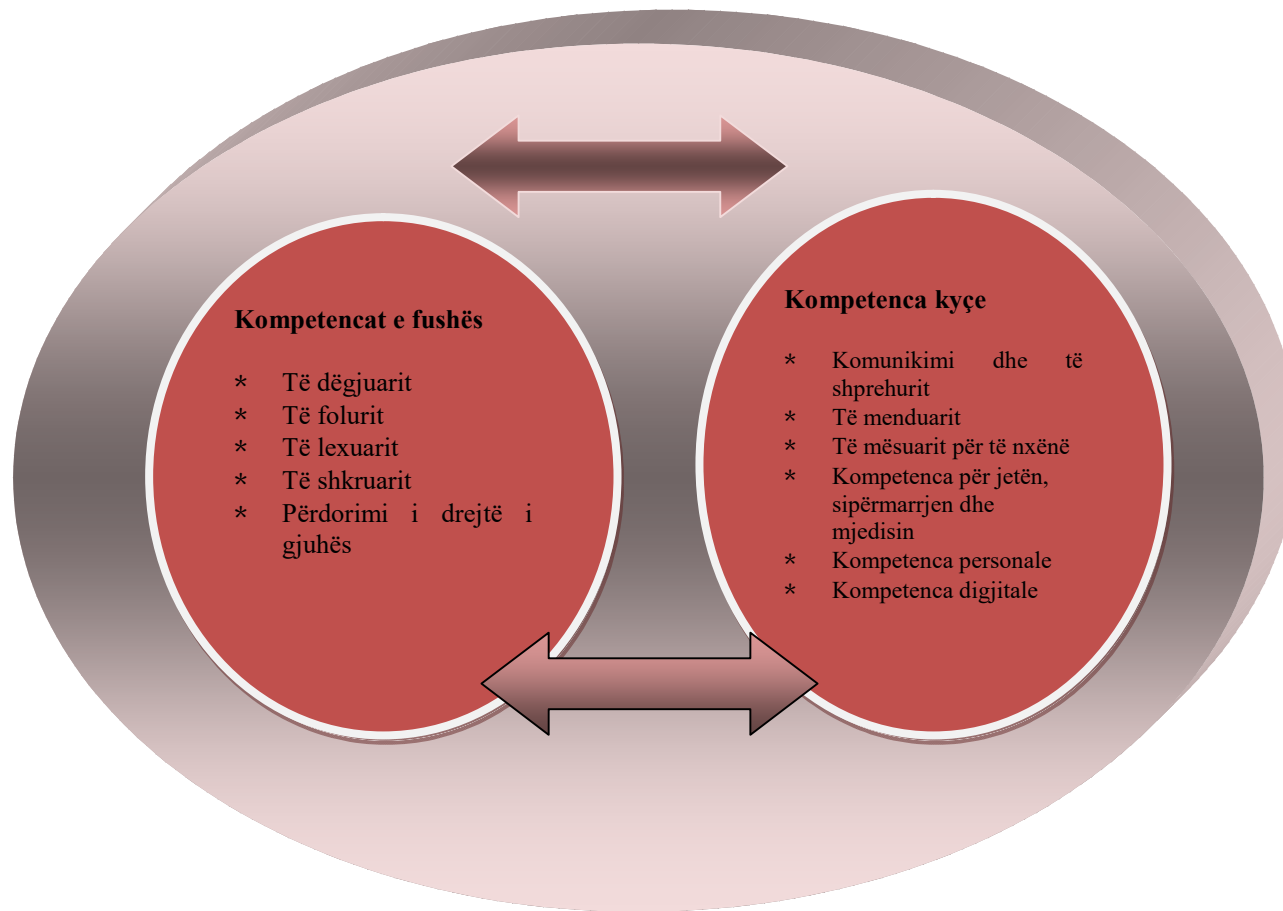 Kompetencat e fushës
* Të dëgjuarit
* Të folurit
* Të lexuarit
* Të shkruarit
* Përdorimi i drejtë i
gjuhës
Kompetenca kyçe
* Komunikimi dhe të
shprehurit
* Të menduarit
* Të mësuarit për të nxënë
* Kompetenca për jetën,
sipërmarrjen dhe
mjedisin
* Kompetenca personale
* Kompetenca digjitale